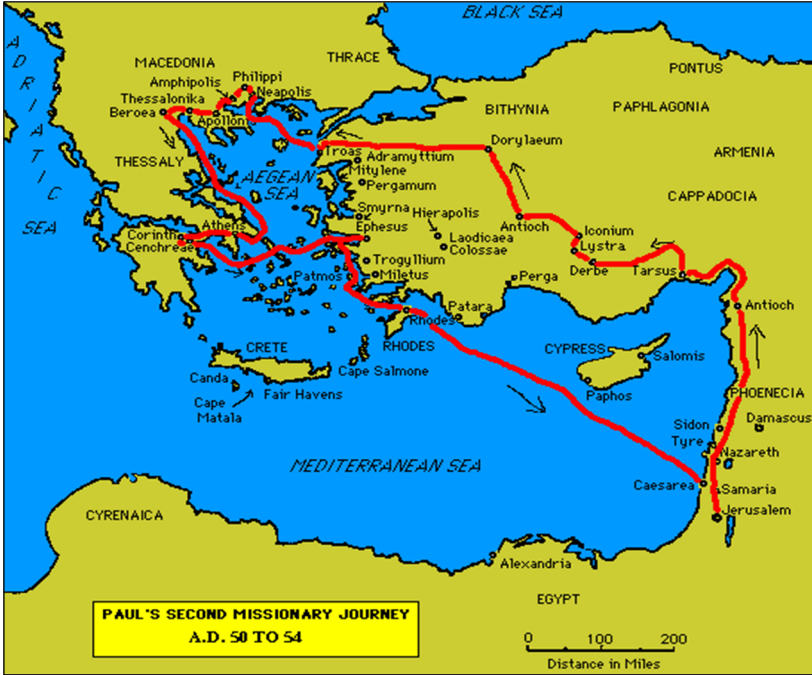 BLACK SEA
ADRIATIC SEA
MACEDONIA
THRACE
PONTUS
Amphipolis
Philippi
Neapolis
Thessalonika
Beroea
Apolloni
BITHYNIA
PAPHLAGONIA
Dorylaeum
ARMENIA
THESSALY
Troas
Adramyttium
Mitylene
Pergamum
AEGEAN
SEA
CAPPADOCIA
Smyrna
Ephesus
Hierapolis
Antioch
Iconium
Lystra
Corinth
Athens
Cenchreae
Laodicaea
Colossae
Derbe
Tarsus
Trogyllium
Patmos
Miletus
Perga
Antioch
Patara
Rhodes
RHODES
CRETE
Cape Salmone
CYPRESS
Salomis
Canda
Cape
Matala
Fair Havens
Paphos
PHOENECIA
Damascus
Sidon
Tyre
Nazareth
MEDITERRANEAN SEA
Caesarea
Samaria
Jerusalem
CYRENAICA
Alexandria
EGYPT
PAUL'S SECOND MISSIONARY JOURNEY
A.D. 50 TO 54
0 100 200
Distance in Miles